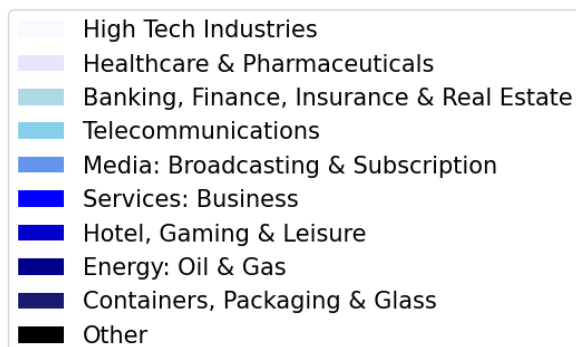 High Tech Industries
Healthcare & Pharmaceuticals
Banking, Finance, Insurance & Real Estate
Telecommunications
Media: Broadcasting & Subscription
Services: Business
Hotel, Gaming & Leisure
Energy: Oil & Gas
Containers, Packaging & Glass
Other